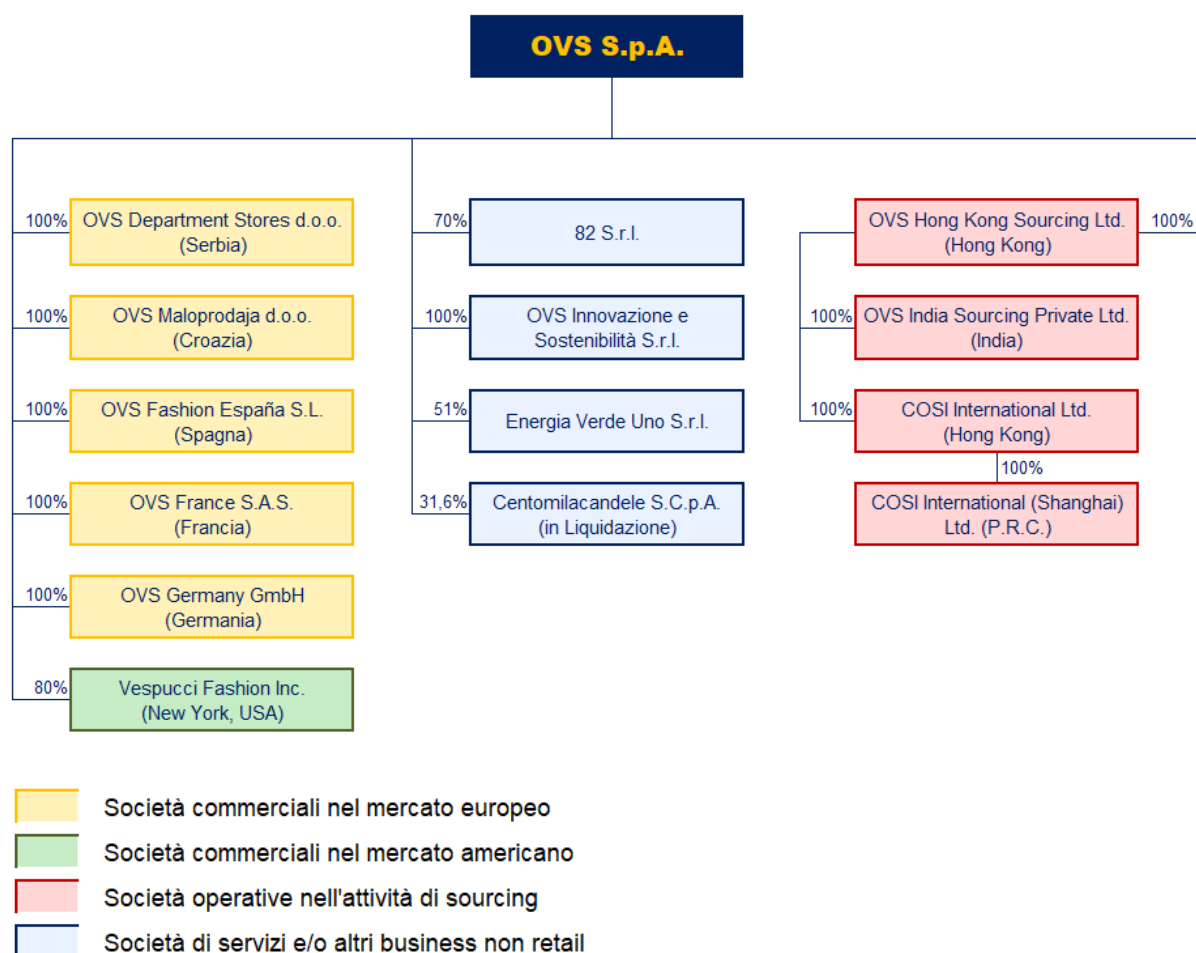 OVS S.p.A.
100%
OVS Department Stores d.o.o.
(Serbia)
100%
OVS Maloprodaja d.o.o.
(Croazia)
100%
OVS Fashion España S.L.
(Spagna)
100%
OVS France S.A.S.
(Francia)
100%
OVS Germany GmbH
(Germania)
80%
Vespucci Fashion Inc.
(New York, USA)
70%
82 S.r.l.
100%
OVS Innovazione e
Sostenibilità S.r.l.
51%
Energia Verde Uno S.r.l.
31,6%
Centomilacandele S.C.p.A.
(in Liquidazione)
OVS Hong Kong Sourcing Ltd.
(Hong Kong)
100%
100%
OVS India Sourcing Private Ltd.
(India)
100%
COSI International Ltd.
(Hong Kong)
100%
COSI International (Shanghai)
Ltd. (P.R.C.)
Società commerciali nel mercato europeo
Società commerciali nel mercato americano
Società operative nell'attività di sourcing
Società di servizi e/o altri business non retail